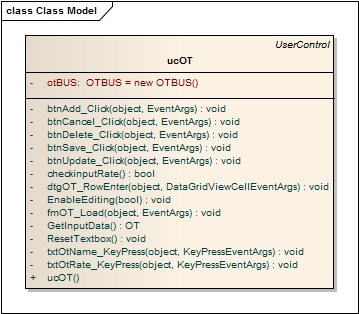 class Class Model
UserControl
ucOT
- otBUS: OTBUS = new OTBUS()
- btnAdd_Click(object, EventArgs) : void
- btnCancel_Click(object, EventArgs) : void
- btnDelete_Click(object, EventArgs) : void
- btnSave_Click(object, EventArgs) : void
- btnUpdate_Click(object, EventArgs) : void
- checkinputRate() : bool
- dtgOT_RowEnter(object, DataGridViewCellEventArgs) : void
- EnableEditing(bool) : void
- fmOT_Load(object, EventArgs) : void
- GetInputData() : OT
- ResetTextbox() : void
- txtOtName_KeyPress(object, KeyPressEventArgs) : void
- txtOtRate_KeyPress(object, KeyPressEventArgs) : void
+ ucOT()